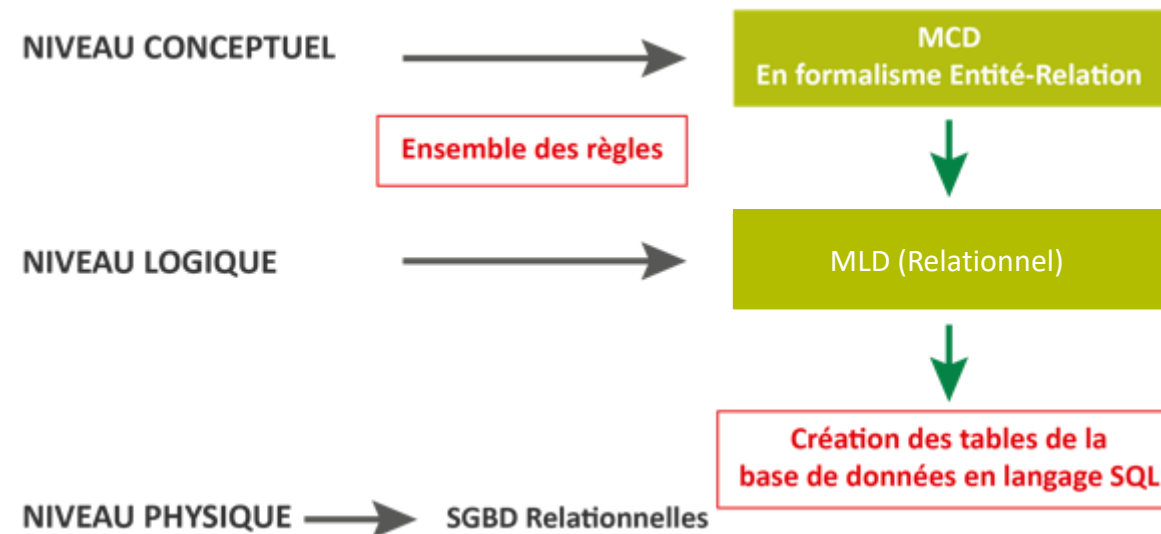 NIVEAU CONCEPTUEL
MCD
En formalisme Entité-Relation
Ensemble des règles
NIVEAU LOGIQUE
MLD (Relationnel)
Création des tables de la
base de données en langage SQL
NIVEAU PHYSIQUE
SGBD Relationnelles